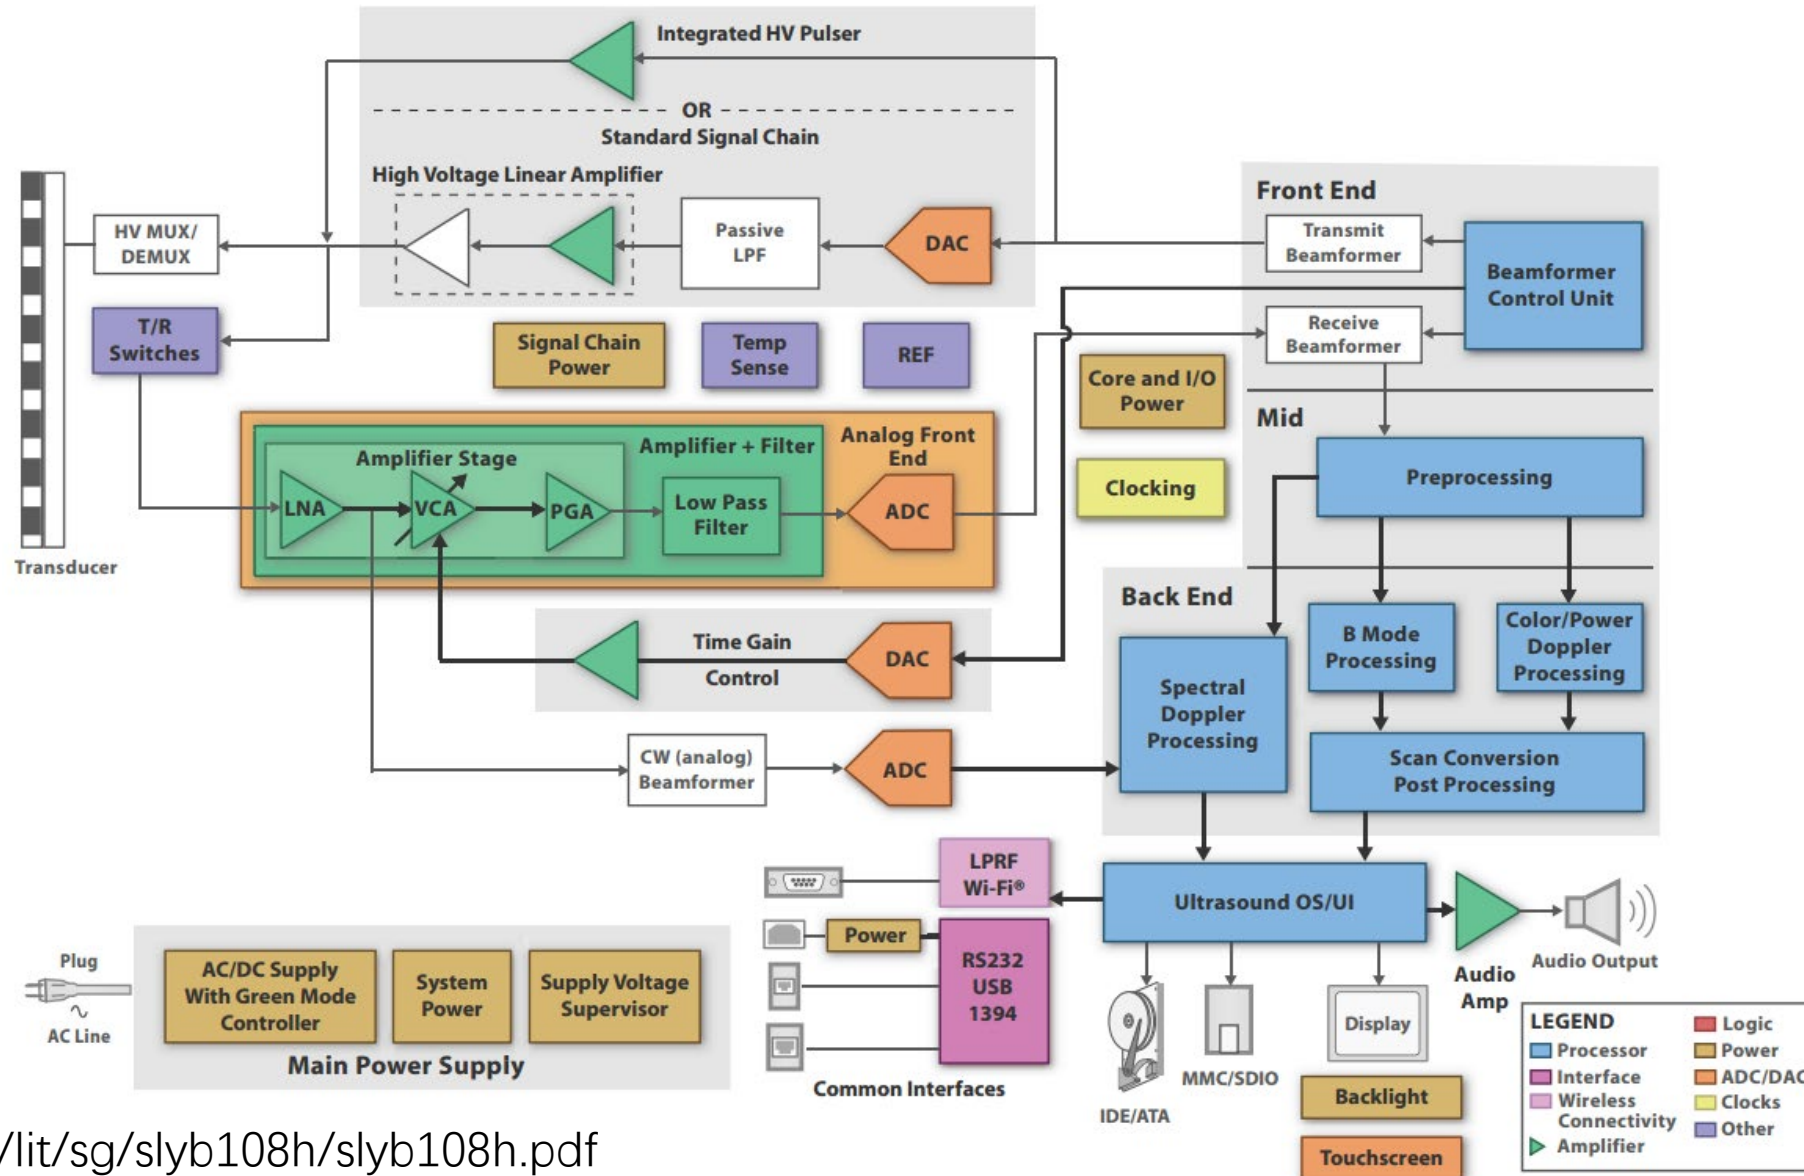 Integrated HV Pulser
OR
Standard Signal Chain
High Voltage Linear Amplifier
HV MUX/
DEMUX
Passive
LPF
DAC
T/R
Switches
Signal Chain
Power
Temp
Sense
REF
Transducer
Front End
Transmit
Beamformer
Beamformer
Control Unit
Receive
Beamformer
Core and I/O
Power
Clocking
Mid
Preprocessing
Amplifier Stage
Amplifier + Filter
Analog Front
End
LNA
VCA
PGA
Low Pass
Filter
ADC
Time Gain
Control
DAC
CW (analog)
Beamformer
ADC
Back End
Spectral
Doppler
Processing
B Mode
Processing
Color/Power
Doppler
Processing
Scan Conversion
Post Processing
LPRF
Wi-Fi®
Ultrasound OS/UI
Power
RS232
USB
1394
Common Interfaces
Audio
Amp
Audio Output
IDE/ATA
MMC/SDIO
Display
Backlight
Touchscreen
Plug
AC Line
AC/DC Supply
With Green Mode
Controller
System
Power
Supply Voltage
Supervisor
Main Power Supply
LEGEND
Processor
Interface
Wireless
Connectivity
Amplifier
Logic
Power
ADC/DAC
Clocks
Other
/lit/sg/slyb108h/slyb108h.pdf